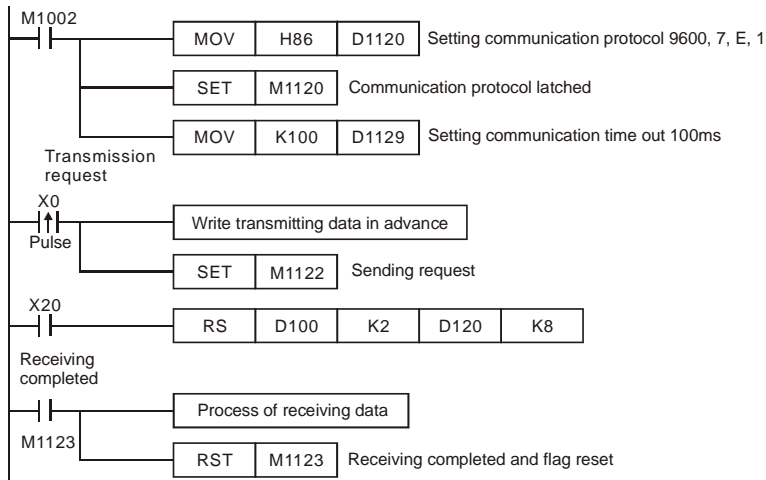 M1002
MOV H86 D1120 Setting communication protocol 9600, 7, E, 1
SET M1120 Communication protocol latched
MOV K100 D1129 Setting communication time out 100ms
Transmission
request
X0
Pulse
Write transmitting data in advance
SET M1122 Sending request
X20
RS D100 K2 D120 K8
Receiving
completed
Process of receiving data
M1123
RST M1123 Receiving completed and flag reset